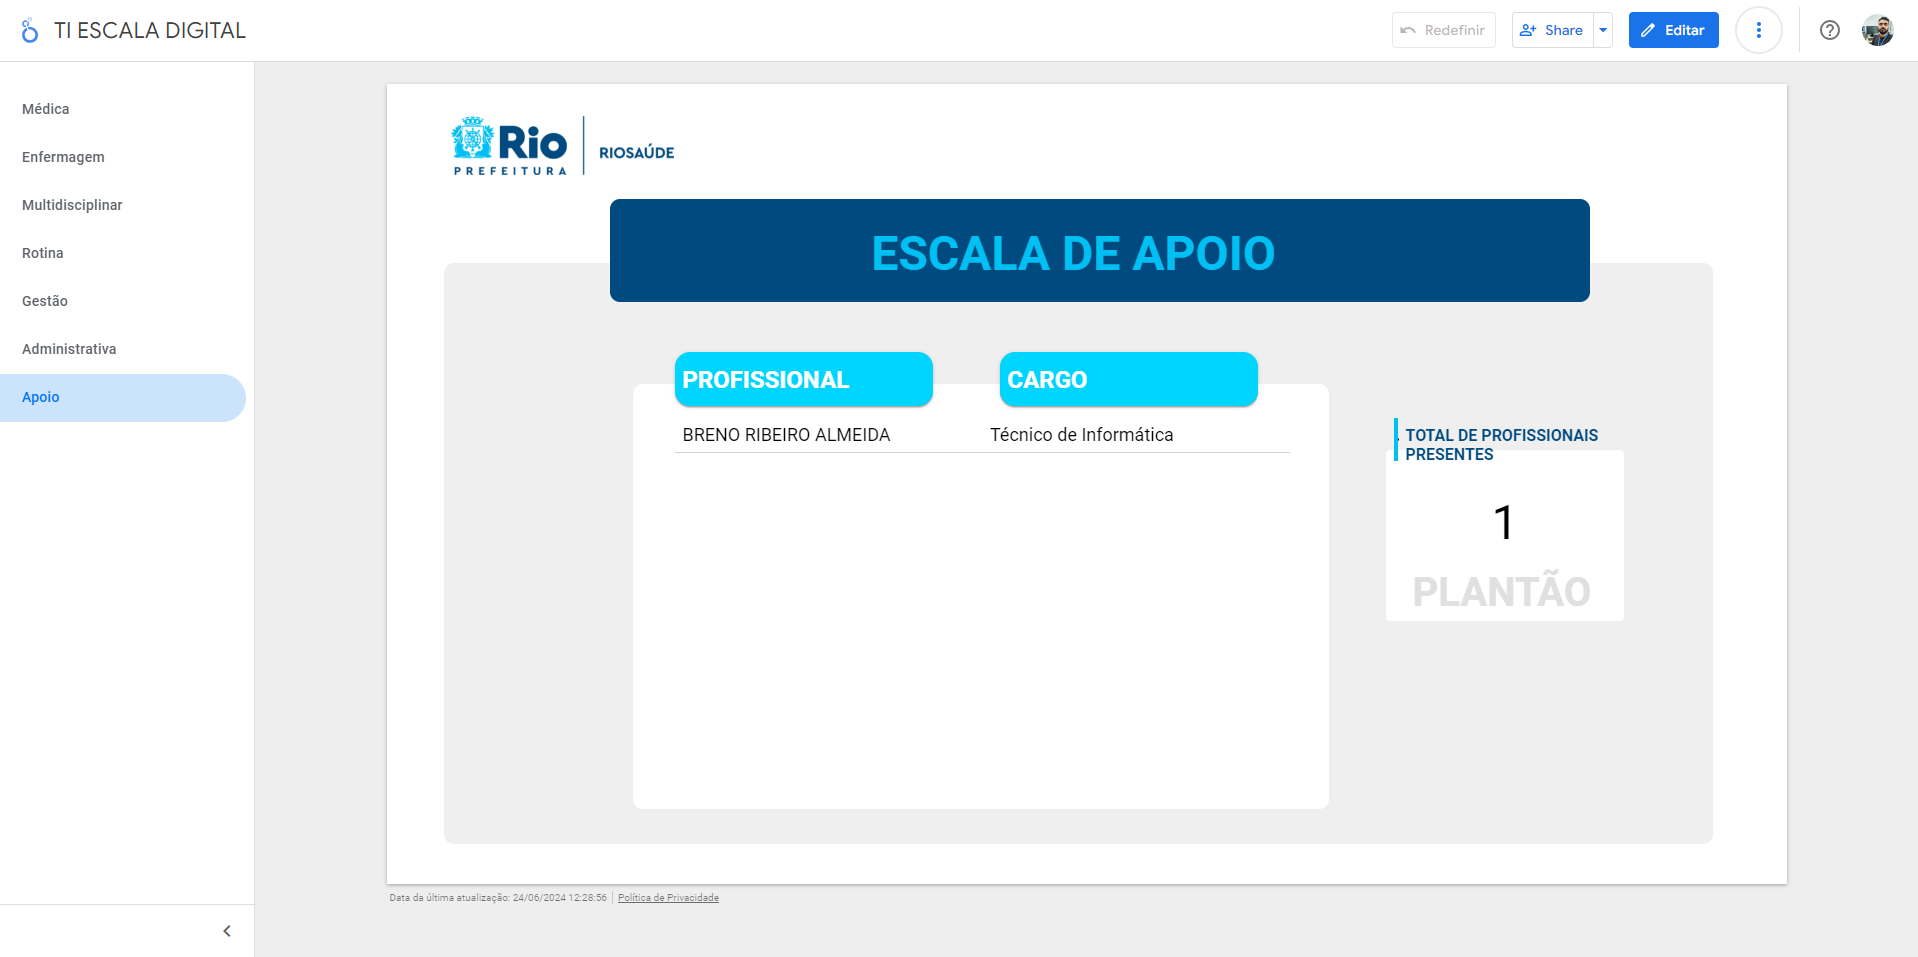 TI ESCALA DIGITAL
Redefinir
Share
Editar
Médica
Enfermagem
Multidisciplinar
Rotina
Gestão
Administrativa
Apoio
Rio
PREFEITURA
RIOSAÚDE
ESCALA DE APOIO
PROFISSIONAL
CARGO
BRENO RIBEIRO ALMEIDA
Técnico de Informática
TOTAL DE PROFISSIONAIS
PRESENTES
1
PLANTÃO
Data da última atualização: 24/06/2024 12:28:56
Política de Privacidade